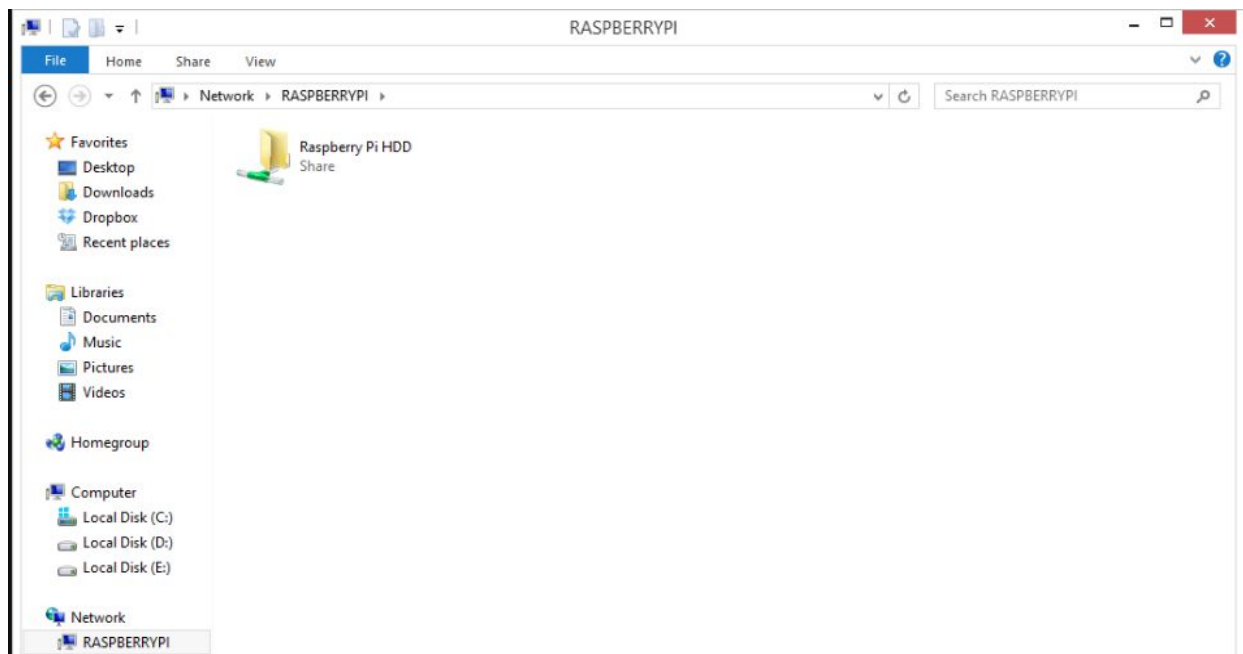 RASPBERRYPI
File Home Share View
Network RASPBERRYPI Search RASPBERRYPI
Favorites
Desktop
Downloads
Dropbox
Recent places
Libraries
Documents
Music
Pictures
Videos
Homegroup
Computer
Local Disk (C:)
Local Disk (D:)
Local Disk (E:)
Network
RASPBERRYPI
Raspberry Pi HDD
Share